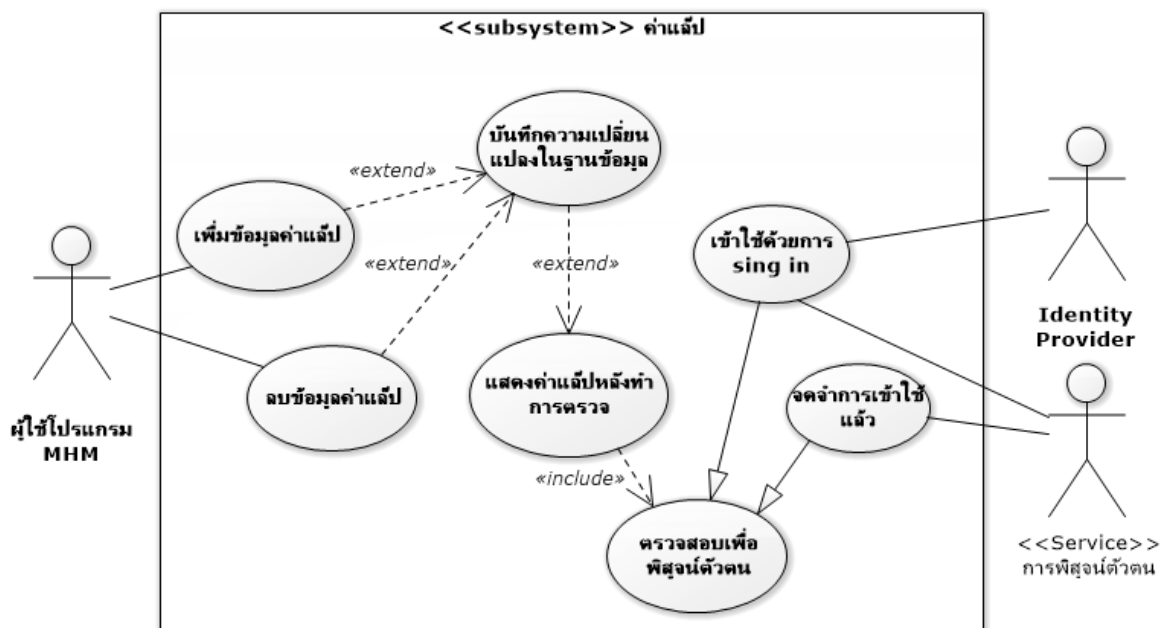 <<subsystem>> ค่าแล็ป
บันทึกความเปลี่ยน
แปลงในฐานข้อมูล
«extend»
เพิ่มข้อมูลค่าแล็ป
«extend»
«extend»
เข้าใช้ด้วยการ
sing in
Identity
Provider
ลบข้อมูลค่าแล็ป
แสดงค่าแล็ปหลังทำ
การตรวจ
จดจำการเข้าใช้
แล้ว
ผู้ใช้โปรแกรม
MHM
«include»
ตรวจสอบเพื่อ
พิสูจน์ตัวตน
<<Service>>
การพิสูจน์ตัวตน